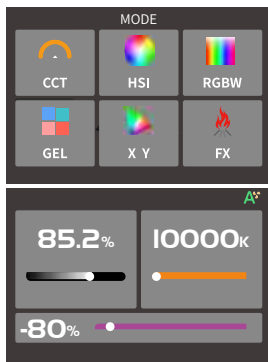 MODE
CCT HSI RGBW
GEL X Y FX
A
85.2% 10000K
-80%